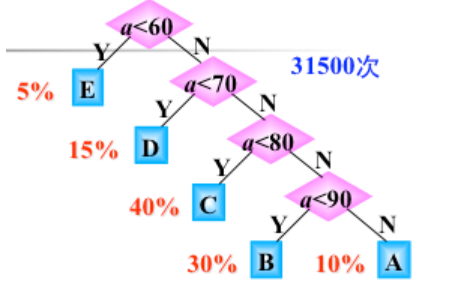 a<60
Y N
31500次
5% E
a<70
Y N
15% D
a<80
Y N
40% C
a<90
Y N
30% B 10% A